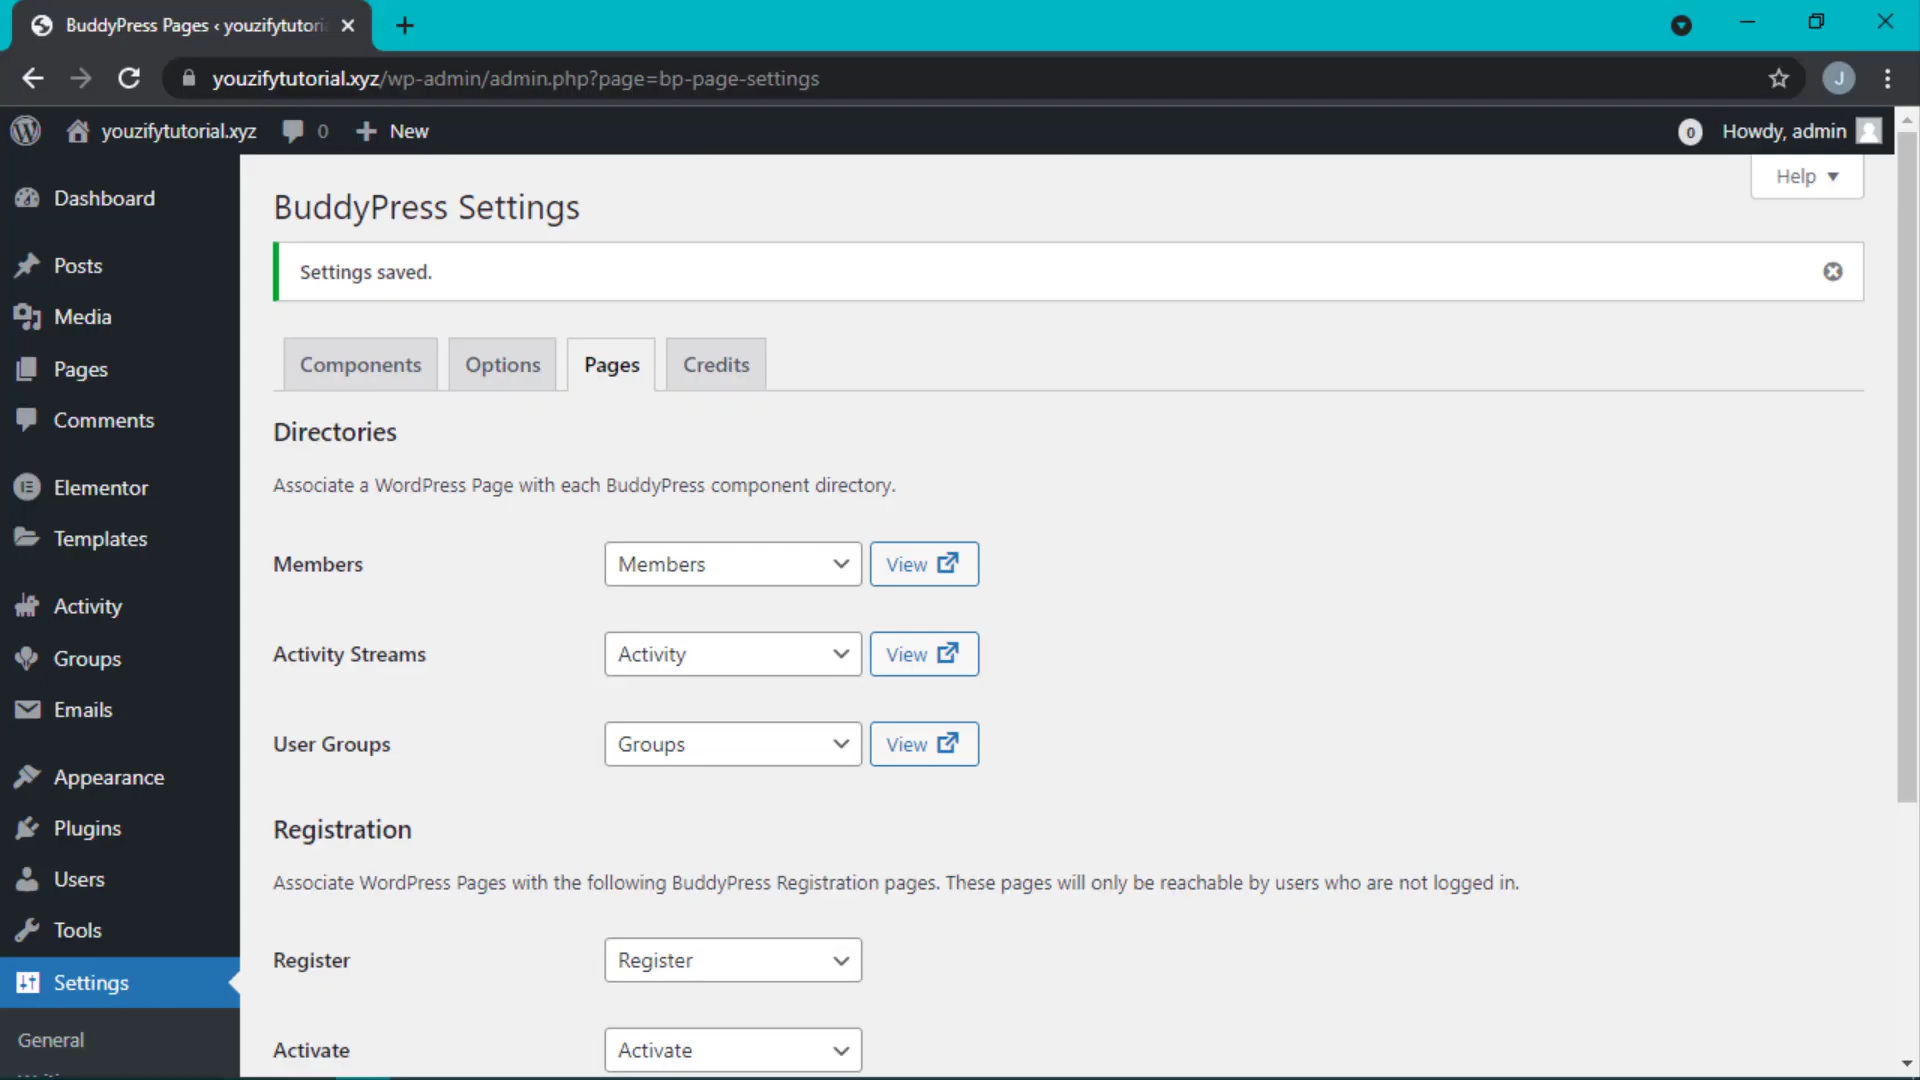 BuddyPress Pages ‹ youzifytutori
youzifytutorial.xyz/wp-admin/admin.php?page=bp-page-settings
J
youzifytutorial.xyz
0
New
0
Howdy, admin
Help
Dashboard
Posts
Media
Pages
Comments
Elementor
Templates
Activity
Groups
Emails
Appearance
Plugins
Users
Tools
Settings
General
BuddyPress Settings
Settings saved.
Components
Options
Pages
Credits
Directories
Associate a WordPress Page with each BuddyPress component directory.
Members
Members
View
Activity Streams
Activity
View
User Groups
Groups
View
Registration
Associate WordPress Pages with the following BuddyPress Registration pages. These pages will only be reachable by users who are not logged in.
Register
Register
Activate
Activate